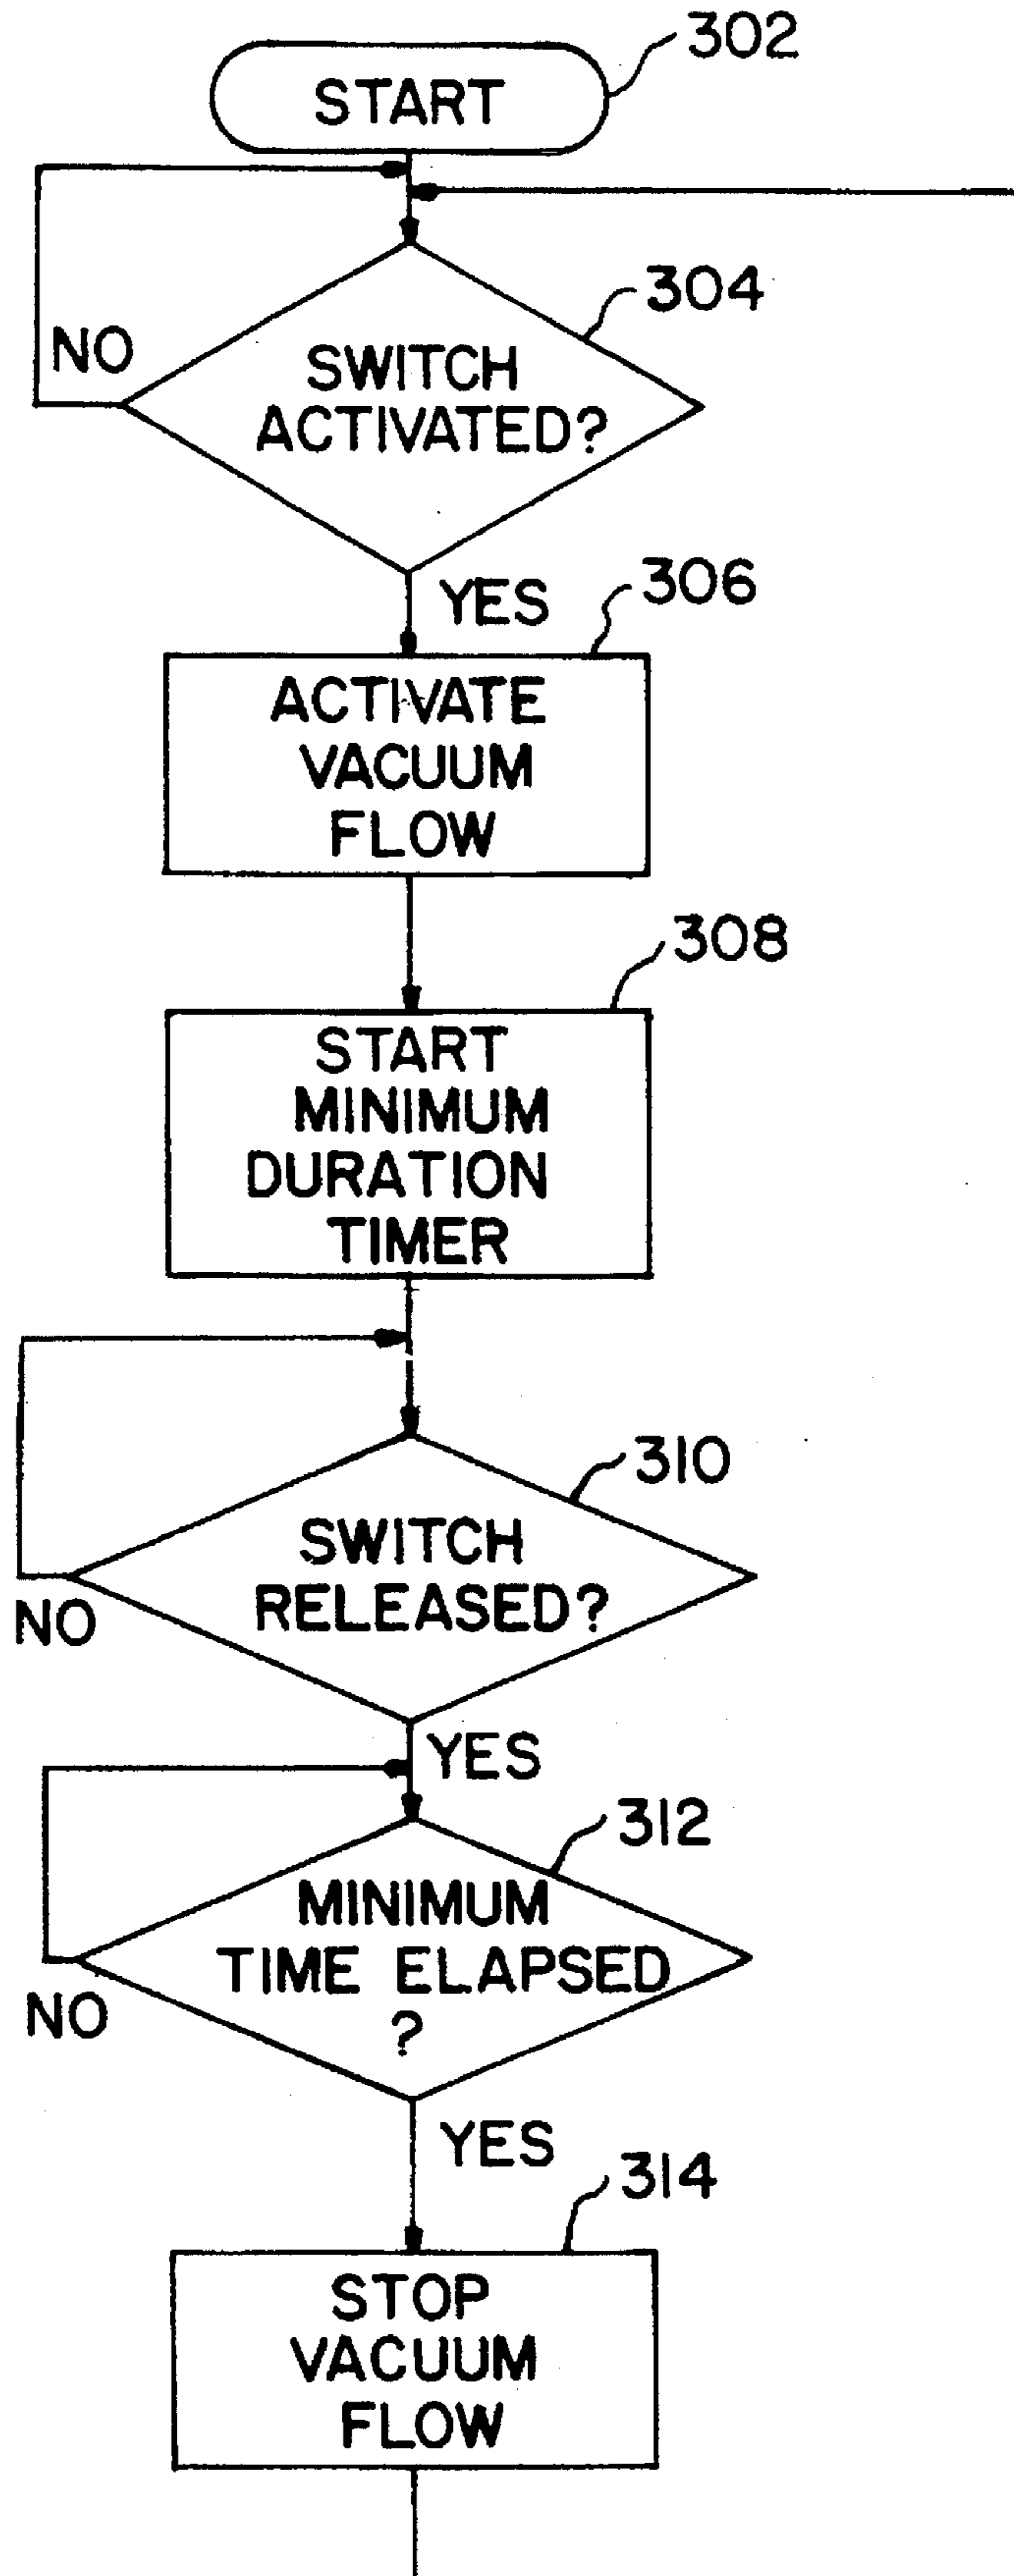 302
START
304
NO
SWITCH
ACTIVATED?
YES
306
ACTIVATE
VACUUM
FLOW
308
START
MINIMUM
DURATION
TIMER
310
SWITCH
RELEASED?
NO
YES
312
MINIMUM
TIME ELAPSED
?
NO
YES
314
STOP
VACUUM
FLOW